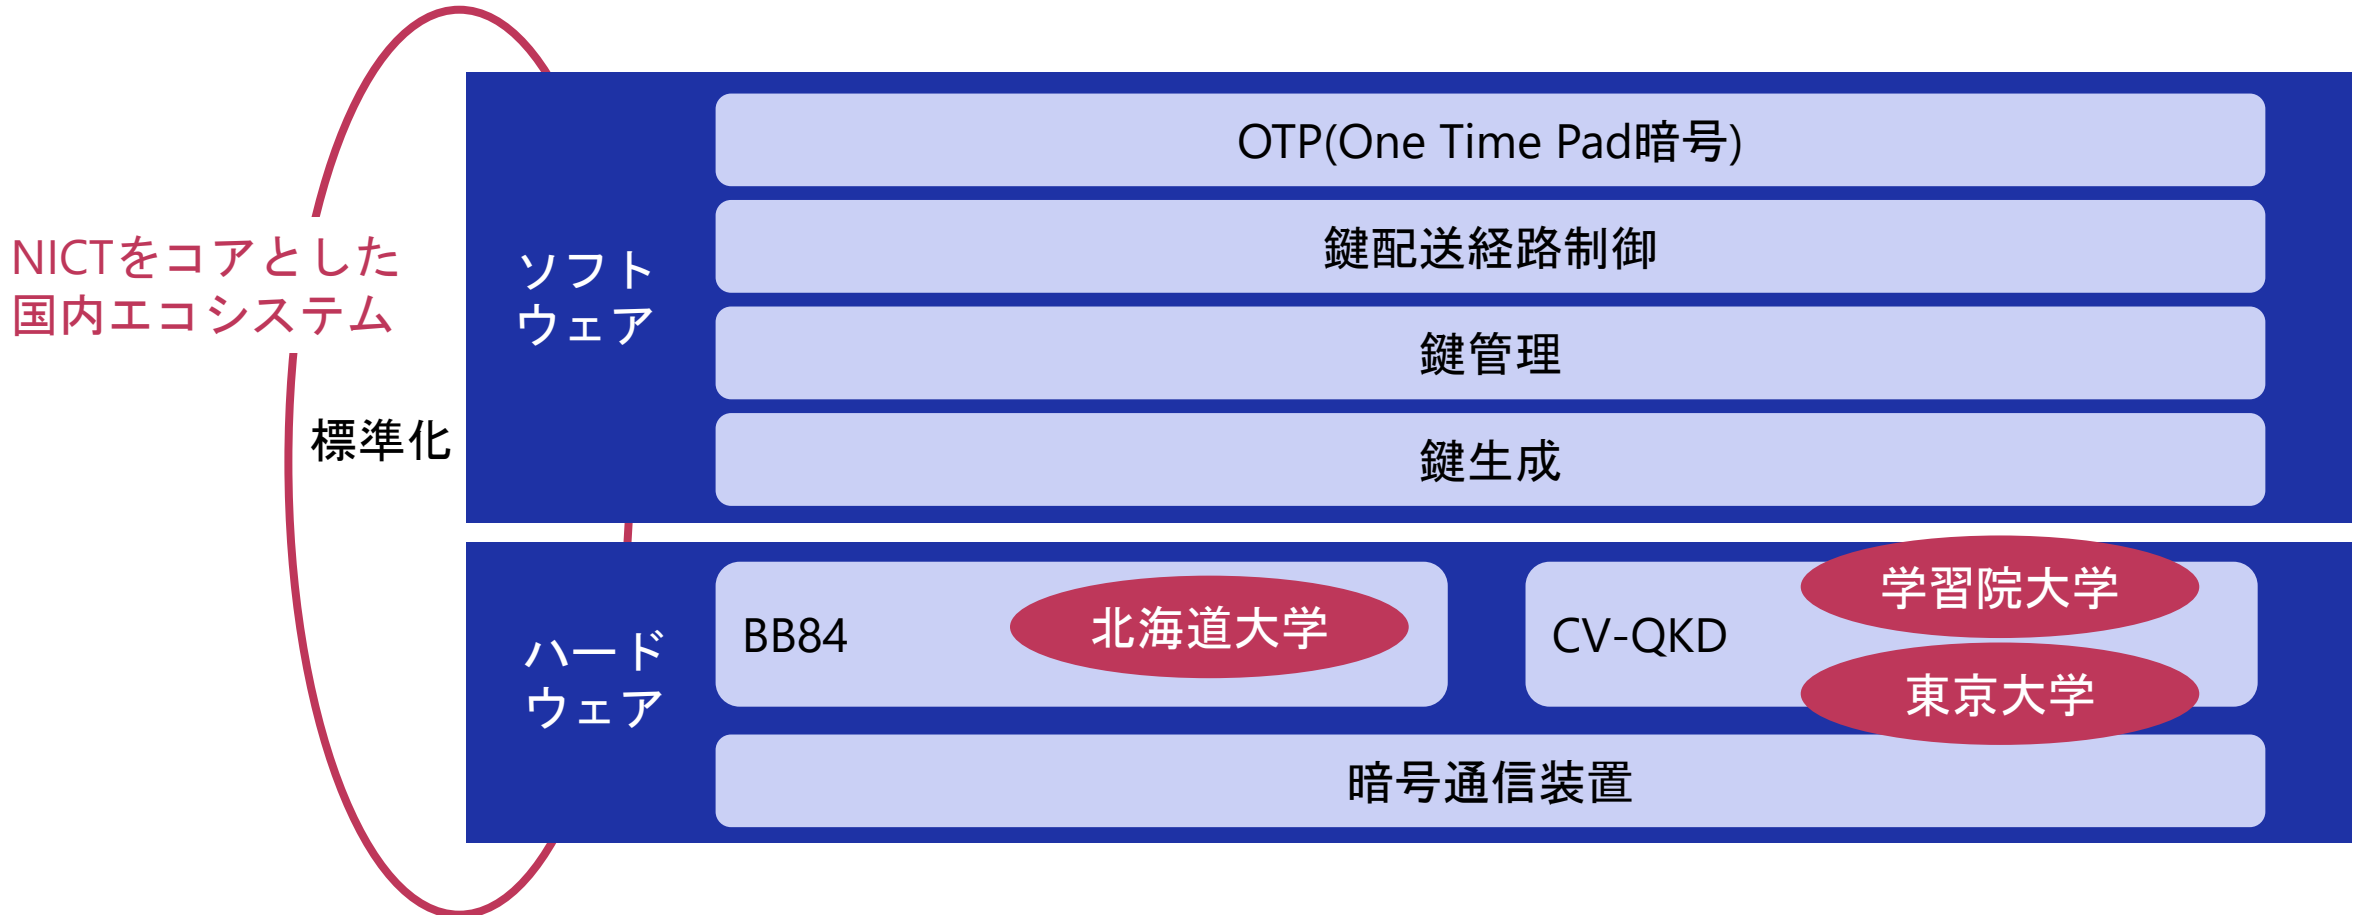 NICTをコアとした
国内エコシステム
標準化
ソフト
ウェア
OTP(One Time Pad暗号)
鍵配送経路制御
鍵管理
鍵生成
ハード
ウェア
BB84
北海道大学
CV-QKD
学習院大学
東京大学
暗号通信装置